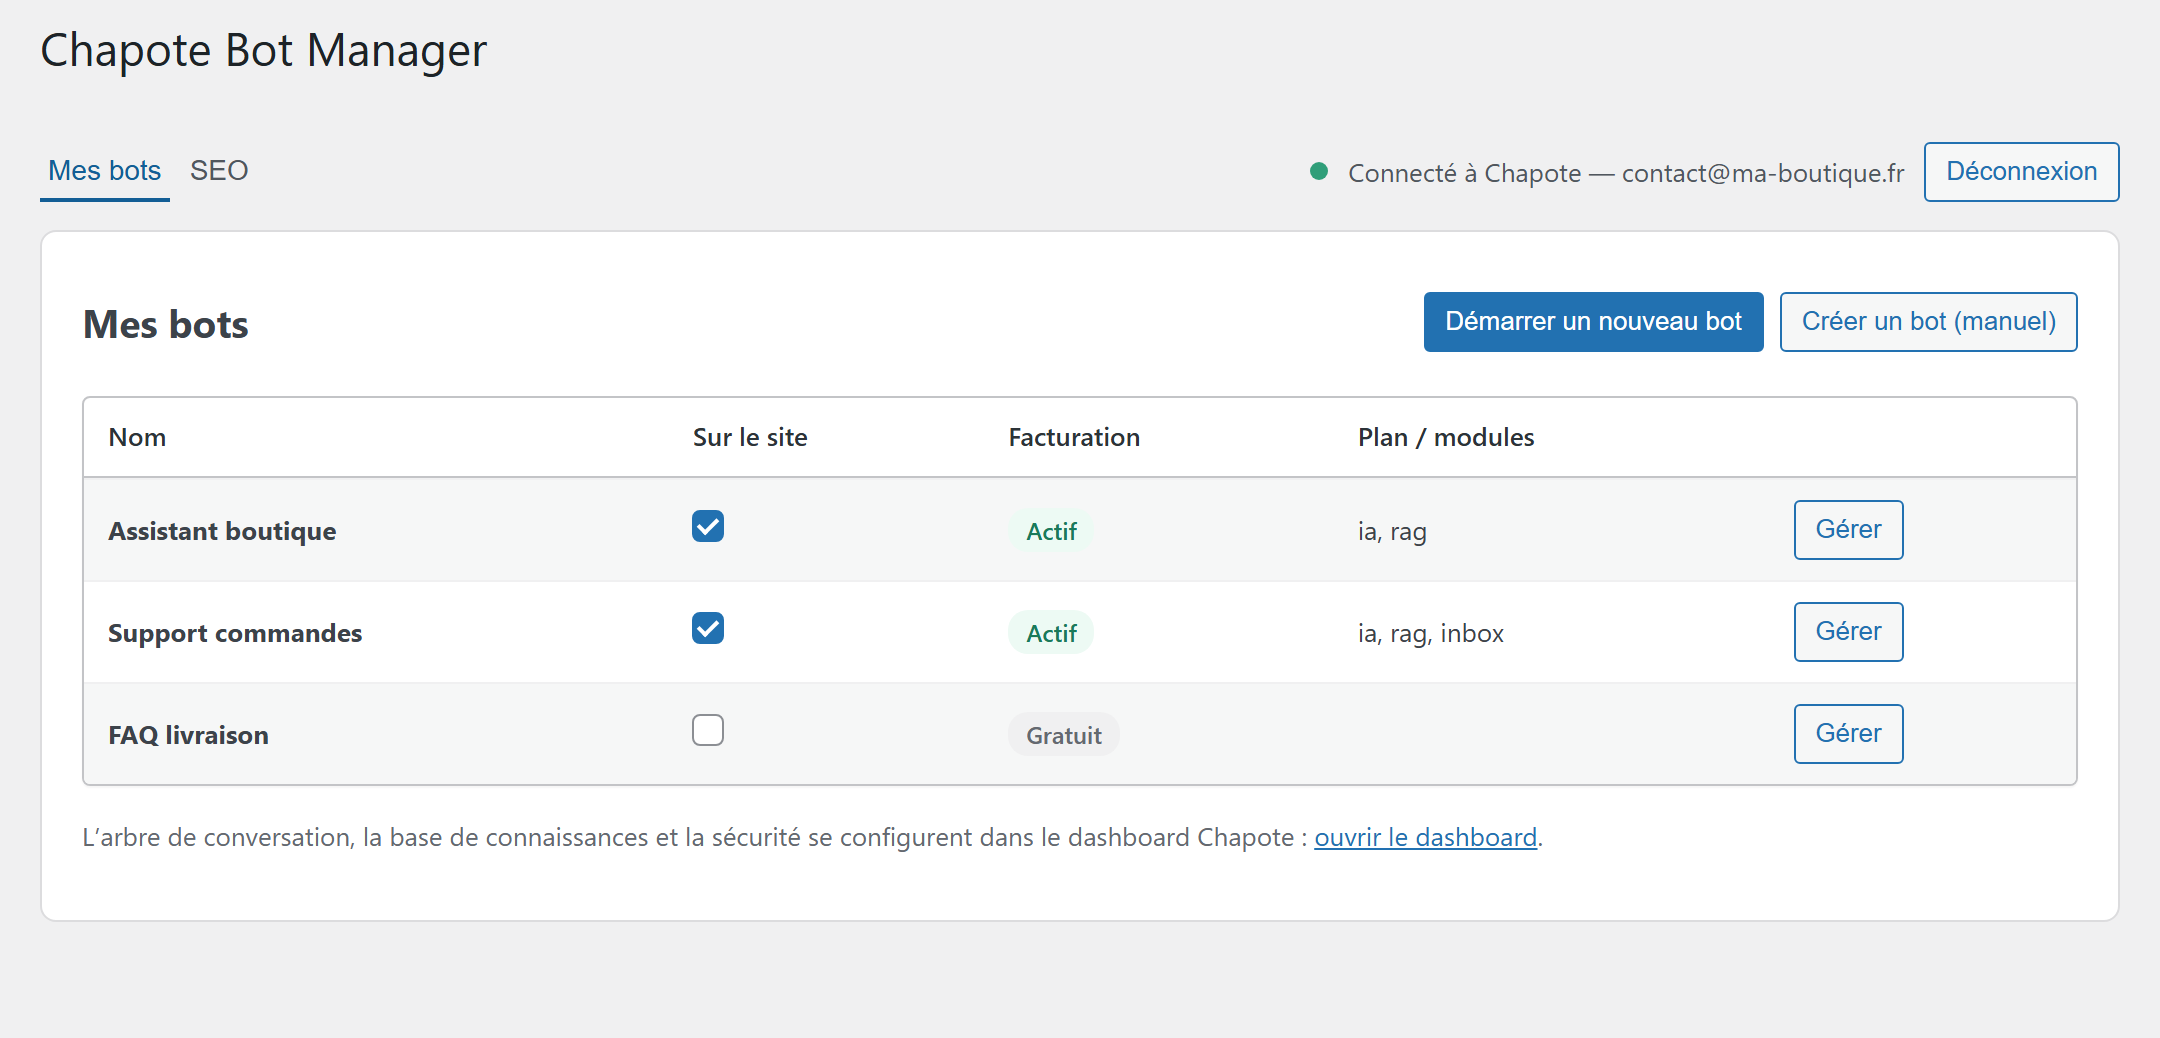 Chapote Bot Manager
Mes bots SEO Connecté à Chapote — contact@ma-boutique.fr Déconnexion
Mes bots Démarrer un nouveau bot Créer un bot (manuel)
Nom Sur le site Facturation Plan / modules
Assistant boutique Actif ia, rag Gérer
Support commandes Actif ia, rag, inbox Gérer
FAQ livraison Gratuit Gérer
L’arbre de conversation, la base de connaissances et la sécurité se configurent dans le dashboard Chapote : ouvrir le dashboard.